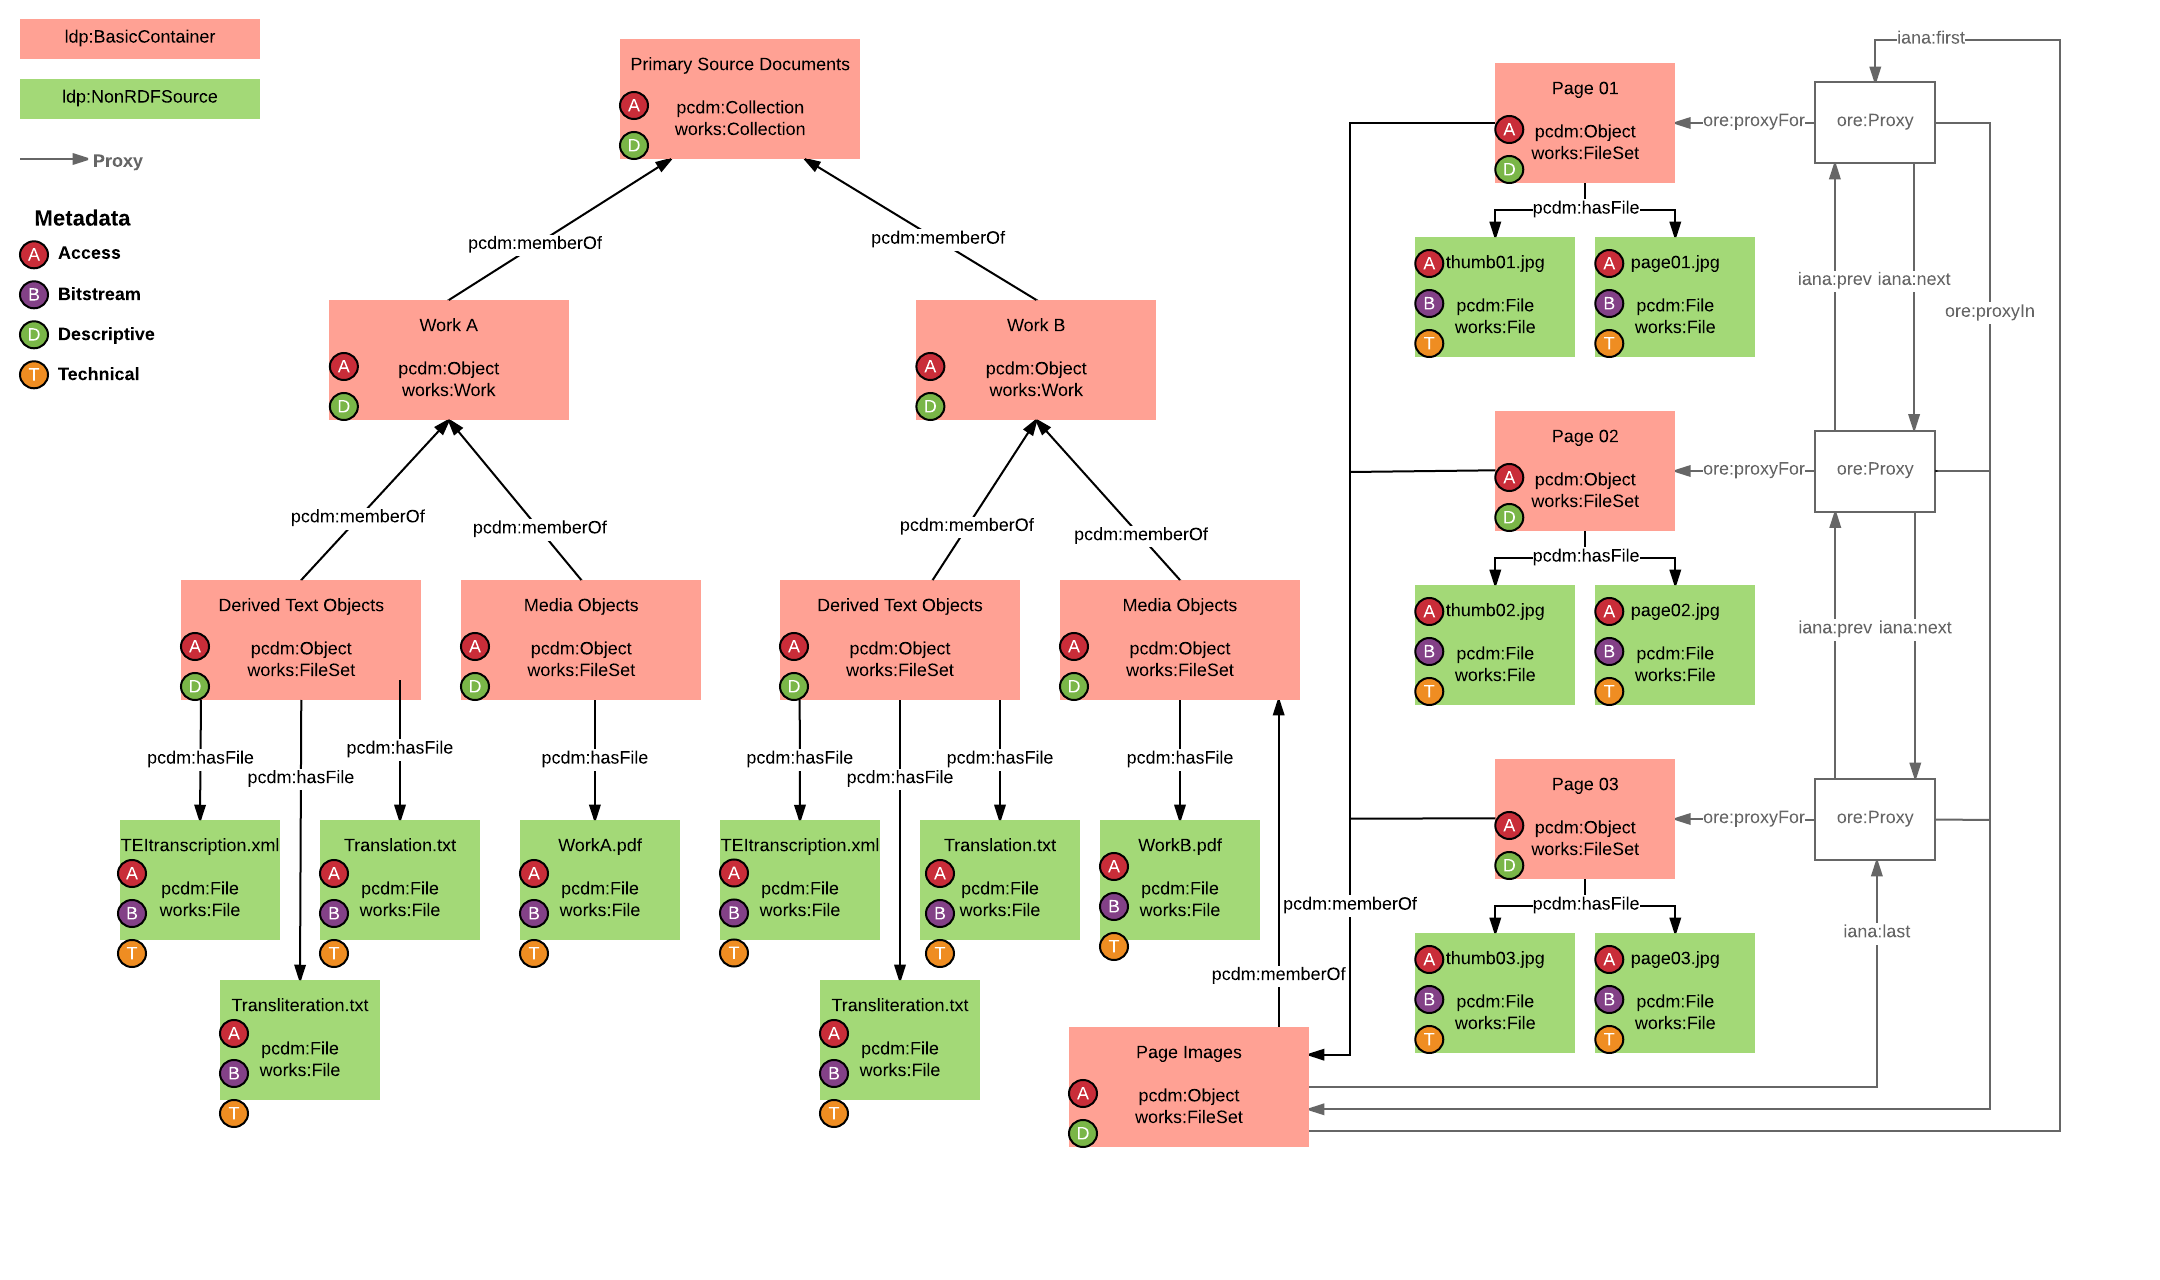 ldp:BasicContainer
ldp:NonRDFSource
Proxy
Metadata
A Access
B Bitstream
D Descriptive
T Technical
Primary Source Documents
A
pcdm:Collection
works:Collection
D
pcdm:memberOf
pcdm:memberOf
Work A
A
pcdm:Object
works:Work
D
Work B
A
pcdm:Object
works:Work
D
pcdm:memberOf
pcdm:memberOf
pcdm:memberOf
pcdm:memberOf
Derived Text Objects
A
pcdm:Object
works:FileSet
D
Media Objects
A
pcdm:Object
works:FileSet
D
Derived Text Objects
A
pcdm:Object
works:FileSet
D
Media Objects
A
pcdm:Object
works:FileSet
D
pcdm:hasFile
pcdm:hasFile
pcdm:hasFile
pcdm:hasFile
pcdm:hasFile
pcdm:hasFile
pcdm:hasFile
pcdm:hasFile
TEItranscription.xml
A
pcdm:File
B
works:File
T
Translation.txt
A
pcdm:File
B
works:File
T
WorkA.pdf
A
pcdm:File
B
works:File
T
TEItranscription.xml
A
pcdm:File
B
works:File
T
Translation.txt
A
pcdm:File
B
works:File
T
WorkB.pdf
A
pcdm:File
B
works:File
T
Transliteration.txt
A
pcdm:File
B
works:File
T
Transliteration.txt
A
pcdm:File
B
works:File
T
pcdm:memberOf
pcdm:memberOf
Page Images
A
pcdm:Object
works:FileSet
D
Page 01
A
pcdm:Object
works:FileSet
D
pcdm:hasFile
A thumb01.jpg
B
pcdm:File
works:File
T
A page01.jpg
B
pcdm:File
works:File
T
Page 02
A
pcdm:Object
works:FileSet
D
pcdm:hasFile
A thumb02.jpg
B
pcdm:File
works:File
T
A page02.jpg
B
pcdm:File
works:File
T
Page 03
A
pcdm:Object
works:FileSet
D
pcdm:hasFile
A thumb03.jpg
B
pcdm:File
works:File
T
A page03.jpg
B
pcdm:File
works:File
T
iana:first
ore:proxyFor
ore:Proxy
iana:prev
iana:next
ore:proxyIn
ore:proxyFor
ore:Proxy
iana:prev
iana:next
ore:proxyFor
ore:Proxy
iana:last